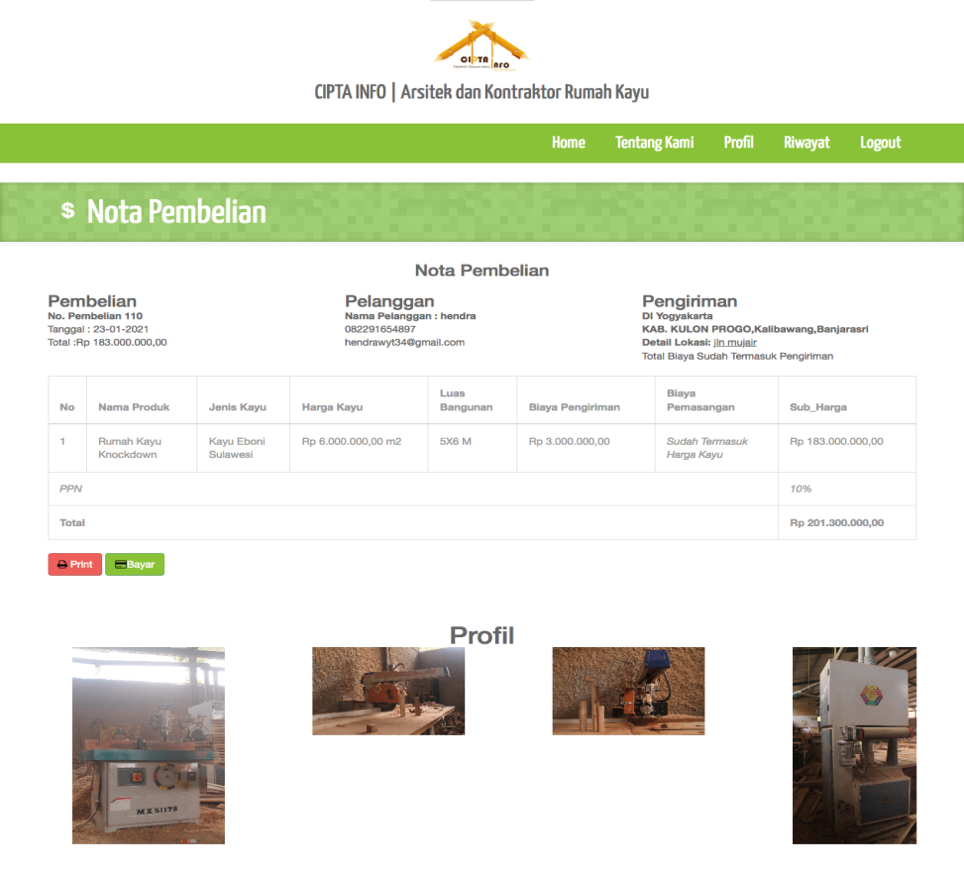 CIPTA INFO
CIPTA INFO | Arsitek dan Kontraktor Rumah Kayu
Home Tentang Kami Profil Riwayat Logout
$ Nota Pembelian
Nota Pembelian
Pembelian
No. Pembelian 110
Tanggal : 23-01-2021
Total :Rp 183.000.000,00
Pelanggan
Nama Pelanggan : hendra
082291654897
hendrawyt34@gmail.com
Pengiriman
DI Yogyakarta
KAB. KULON PROGO,Kalibawang,Banjarasri
Detail Lokasi: jln mujair
Total Biaya Sudah Termasuk Pengiriman
No Nama Produk Jenis Kayu Harga Kayu Luas Bangunan Biaya Pengiriman Biaya Pemasangan Sub_Harga
1 Rumah Kayu Knockdown Kayu Eboni Sulawesi Rp 6.000.000,00 m2 5X6 M Rp 3.000.000,00 Sudah Termasuk Harga Kayu Rp 183.000.000,00
PPN 10%
Total Rp 201.300.000,00
Print Bayar
Profil